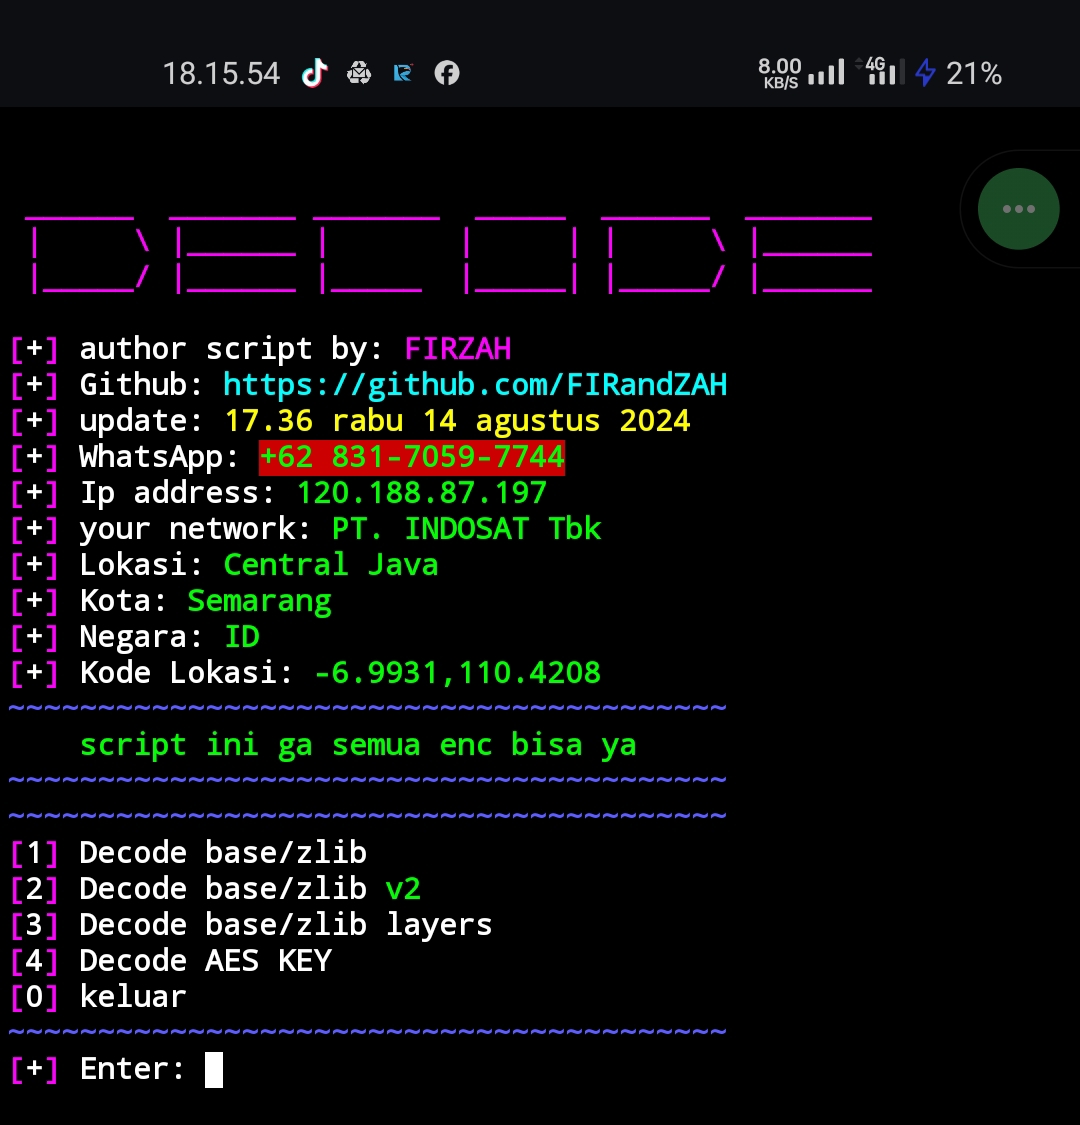 18.15.54 8.00 KB/S 4G 21%
DECODE
[+] author script by: FIRZAH
[+] Github: https://github.com/FIRandZAH
[+] update: 17.36 rabu 14 agustus 2024
[+] WhatsApp: +62 831-7059-7744
[+] Ip address: 120.188.87.197
[+] your network: PT. INDOSAT Tbk
[+] Lokasi: Central Java
[+] Kota: Semarang
[+] Negara: ID
[+] Kode Lokasi: -6.9931,110.4208
~~~~~~~~~~~~~~~~~~~~~~~~~~~~~~~~~~~~~~~~
script ini ga semua enc bisa ya
~~~~~~~~~~~~~~~~~~~~~~~~~~~~~~~~~~~~~~~~
~~~~~~~~~~~~~~~~~~~~~~~~~~~~~~~~~~~~~~~~
[1] Decode base/zlib
[2] Decode base/zlib v2
[3] Decode base/zlib layers
[4] Decode AES KEY
[0] keluar
~~~~~~~~~~~~~~~~~~~~~~~~~~~~~~~~~~~~~~~~
[+] Enter: